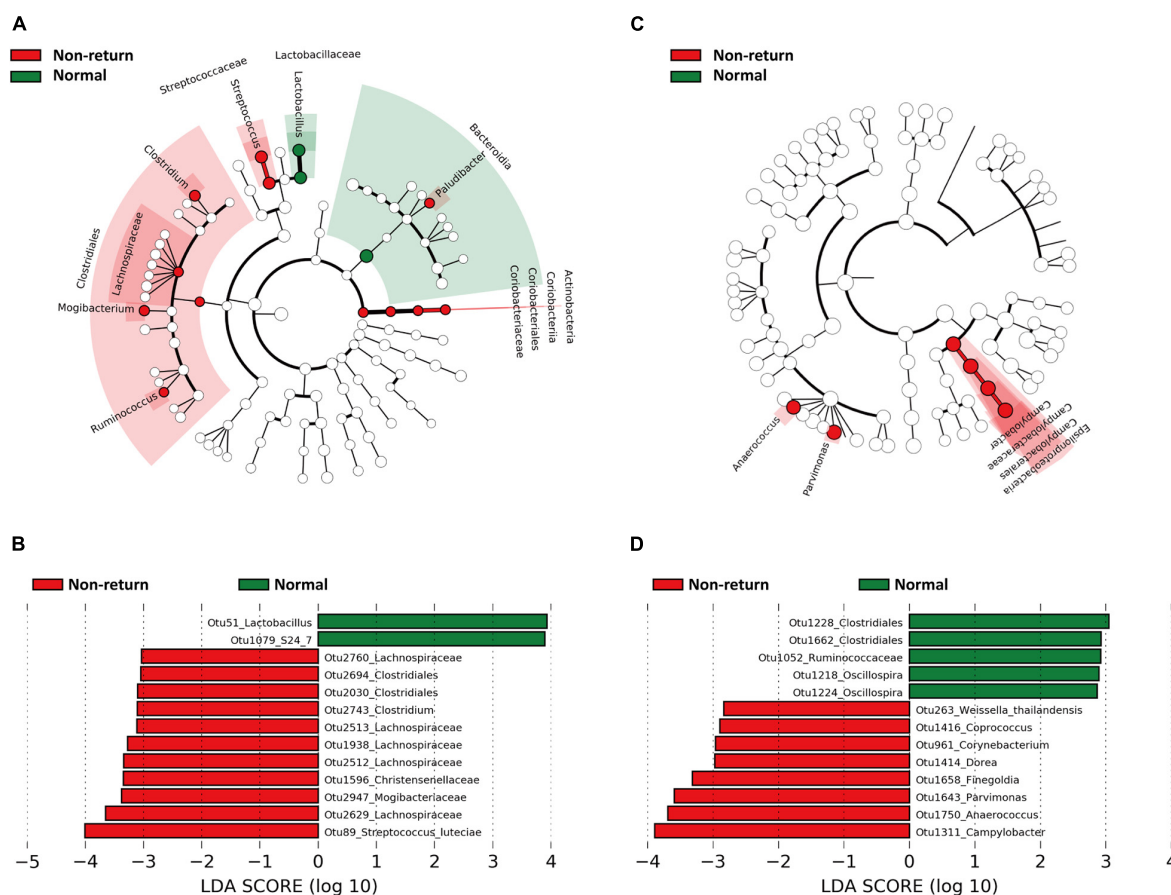 A
Non-return
Normal
Streptococcaceae
Lactobacillaceae
Streptococcus
Lactobacillus
Bacteroidia
Paludibacter
Clostridium
Clostridiales
Lachnospiraceae
Mogibacterium
Ruminococcus
Coriobacteriaceae
Coriobacteriales
Coriobacteriia
Actinobacteria
C
Non-return
Normal
Anaerococcus
Parvimonas
Campylobacter
Campylobacteraceae
Campylobacterales
Epsilonproteobacteria
B
Non-return
Normal
Otu51_Lactobacillus
Otu1079_S24_7
Otu2760_Lachnospiraceae
Otu2694_Clostridiales
Otu2030_Clostridiales
Otu2743_Clostridium
Otu2513_Lachnospiraceae
Otu1938_Lachnospiraceae
Otu2512_Lachnospiraceae
Otu1596_Christensenellaceae
Otu2947_Mogibacteriaceae
Otu2629_Lachnospiraceae
Otu89_Streptococcus_luteciae
−5 −4 −3 −2 −1 0 1 2 3 4
LDA SCORE (log 10)
D
Non-return
Normal
Otu1228_Clostridiales
Otu1662_Clostridiales
Otu1052_Ruminococcaceae
Otu1218_Oscillospira
Otu1224_Oscillospira
Otu263_Weissella_thailandensis
Otu1416_Coprococcus
Otu961_Corynebacterium
Otu1414_Dorea
Otu1658_Finegoldia
Otu1643_Parvimonas
Otu1750_Anaerococcus
Otu1311_Campylobacter
−4 −3 −2 −1 0 1 2 3 4
LDA SCORE (log 10)